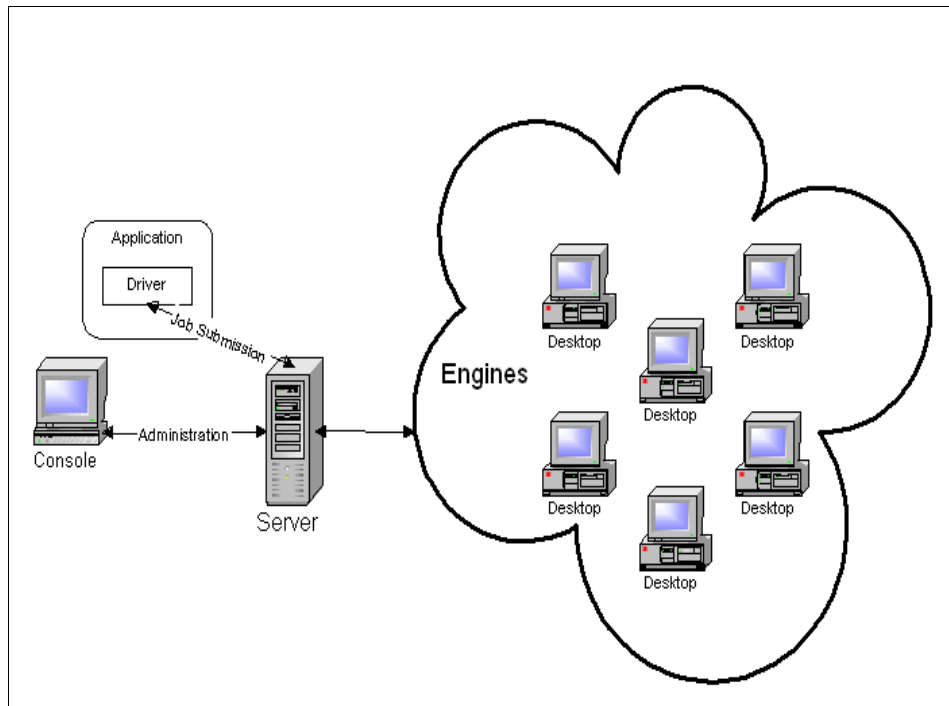 Application
Driver
Job Submission
Console
Administration
Server
Engines
Desktop
Desktop
Desktop
Desktop
Desktop
Desktop